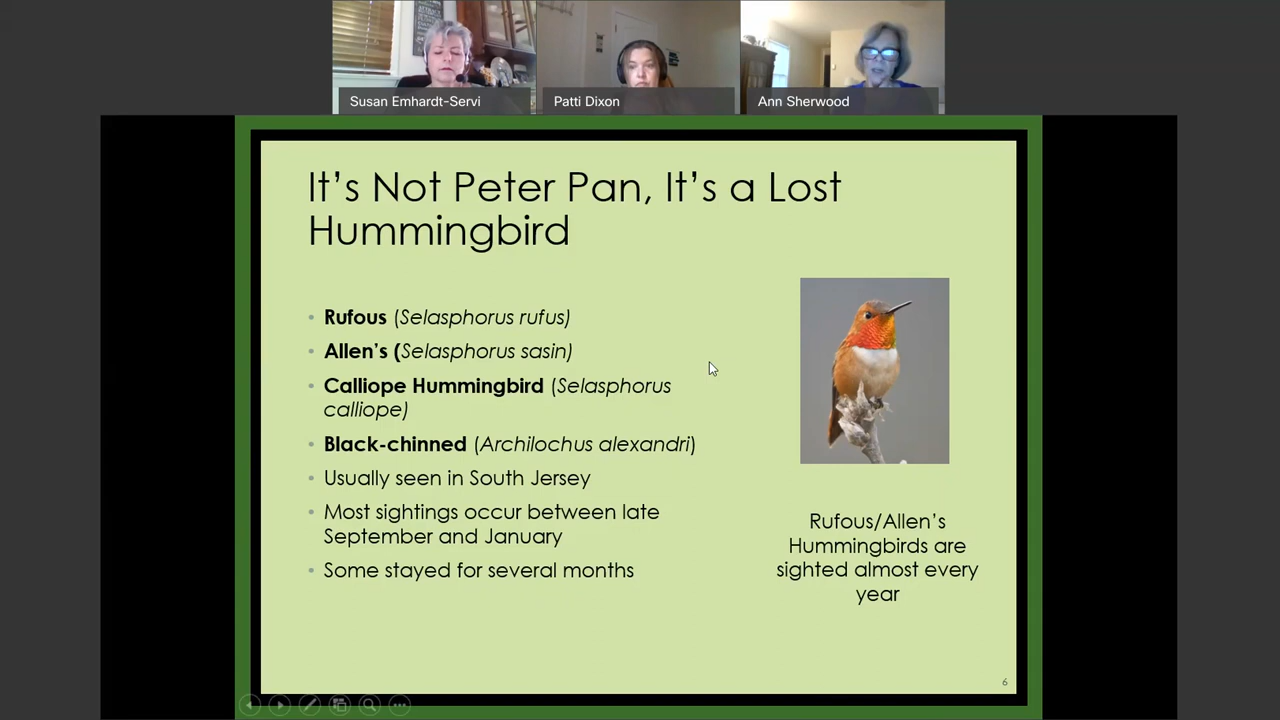 Susan Emhardt-Servi
Patti Dixon
Ann Sherwood
It's Not Peter Pan, It's a Lost
Hummingbird
• Rufous (Selasphorus rufus)
• Allen's (Selasphorus sasin)
• Calliope Hummingbird (Selasphorus
calliope)
• Black-chinned (Archilochus alexandri)
• Usually seen in South Jersey
• Most sightings occur between late
September and January
• Some stayed for several months
Rufous/Allen's
Hummingbirds are
sighted almost every
year
6